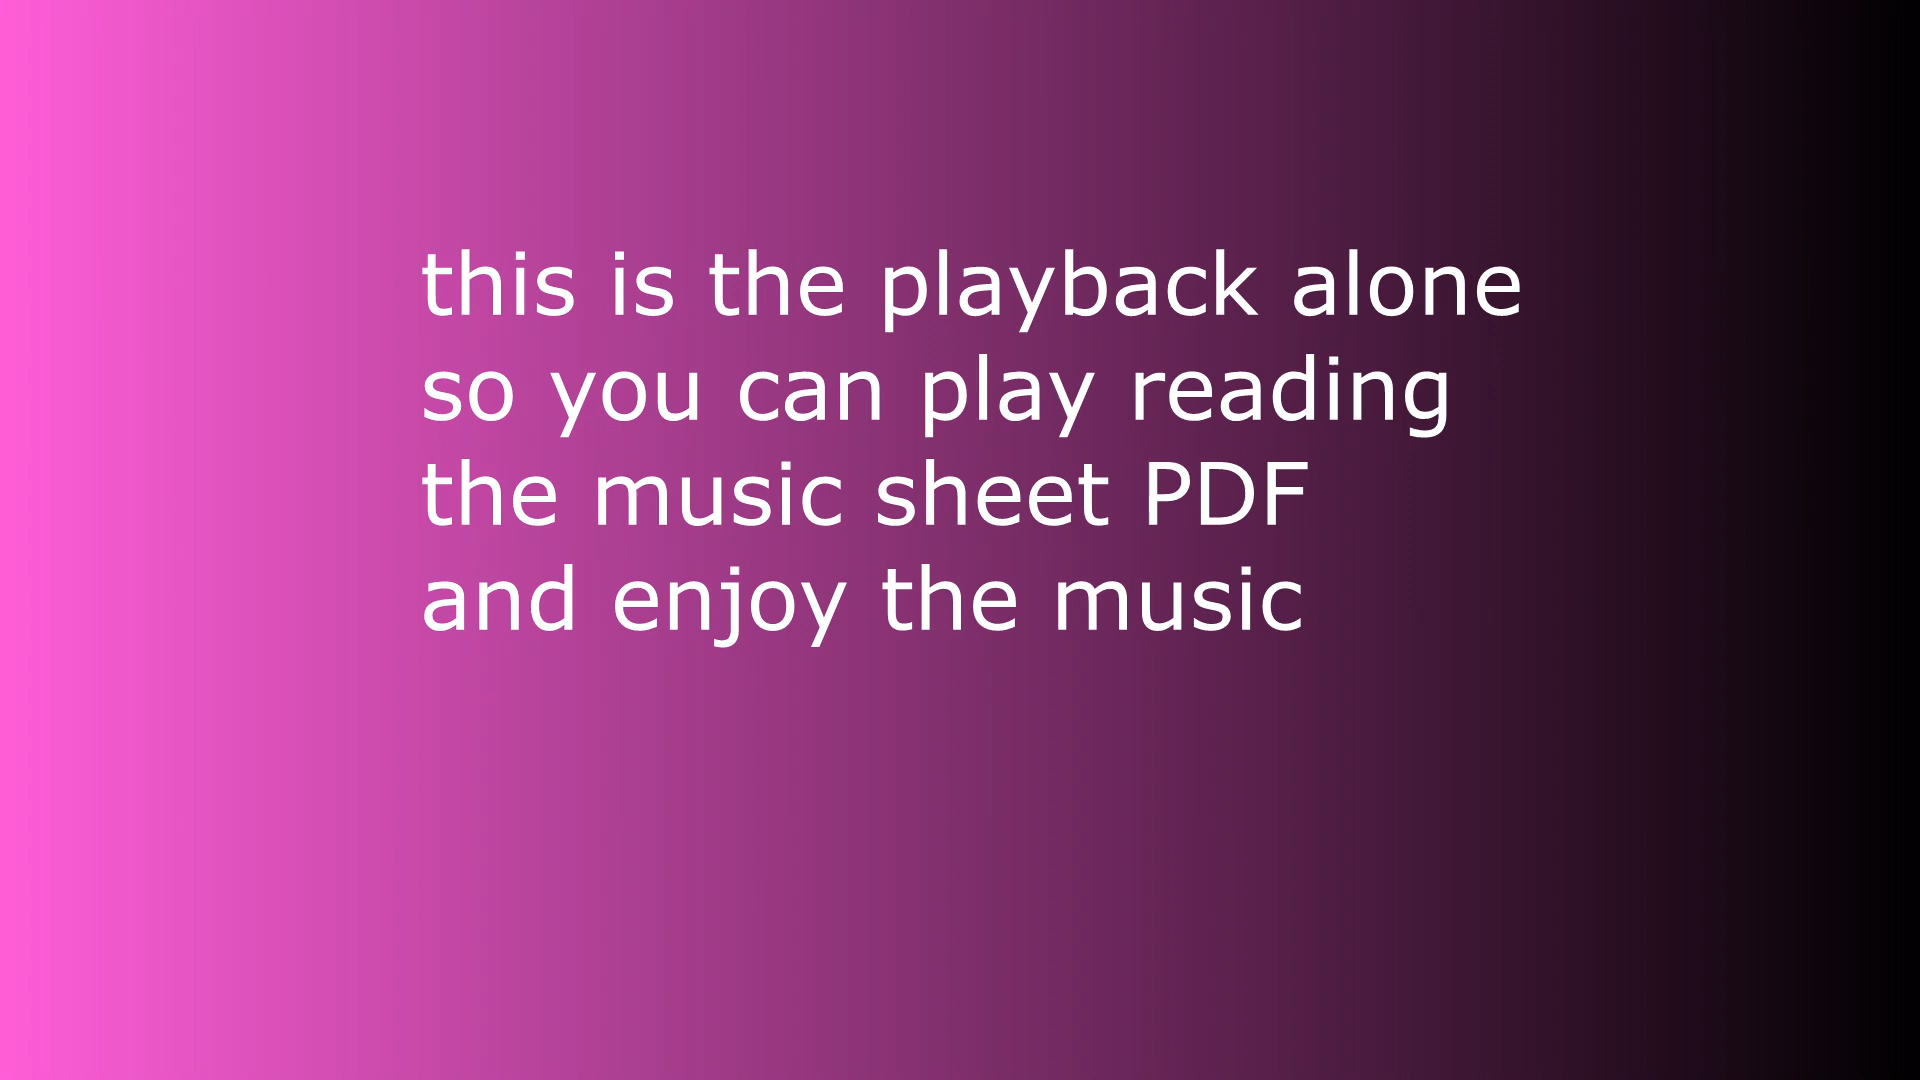 this is the playback alone
so you can play reading
the music sheet PDF
and enjoy the music